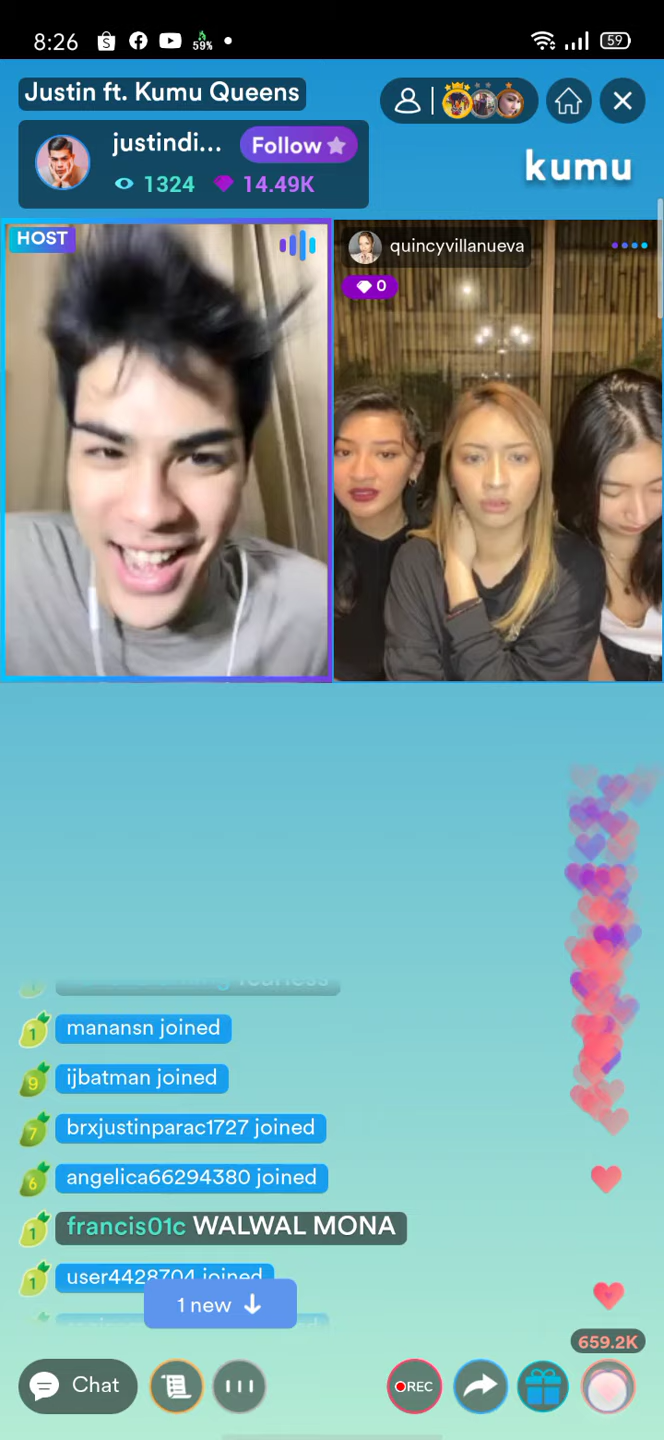 8:26
59%
59
Justin ft. Kumu Queens
justindi...
Follow
1324
14.49K
kumu
HOST
quincyvillanueva
0
1 fearless
1 manansn joined
9 ijbatman joined
7 brxjustinparac1727 joined
6 angelica66294380 joined
1 francis01c WALWAL MONA
1 user4428704 joined
1 new
659.2K
Chat
REC